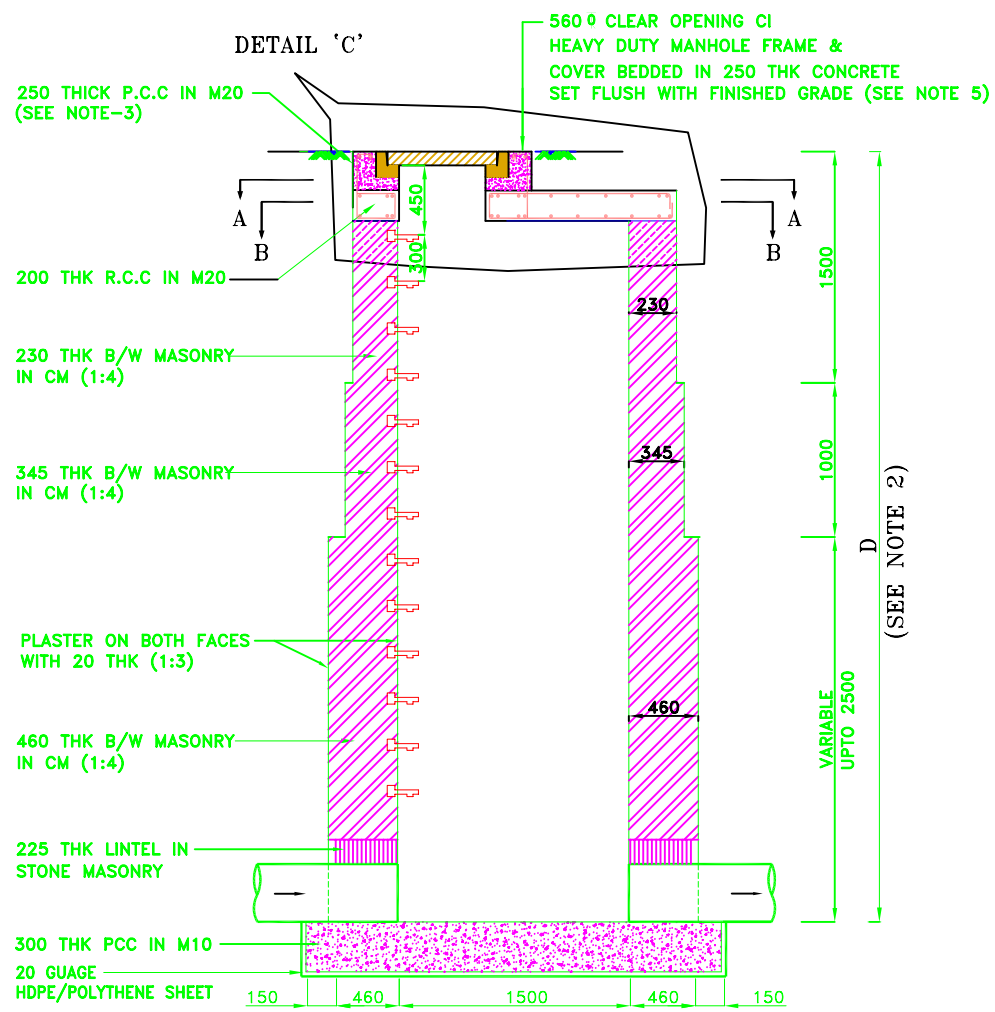 DETAIL ‘C’
560 Ø CLEAR OPENING CI
HEAVY DUTY MANHOLE FRAME &
COVER BEDDED IN 250 THK CONCRETE
SET FLUSH WITH FINISHED GRADE (SEE NOTE 5)
250 THICK P.C.C IN M20
(SEE NOTE-3)
A
A
B
B
450
300
200 THK R.C.C IN M20
230
1500
230 THK B/W MASONRY
IN CM (1:4)
345 THK B/W MASONRY
IN CM (1:4)
345
1000
D
(SEE NOTE 2)
PLASTER ON BOTH FACES
WITH 20 THK (1:3)
460
460 THK B/W MASONRY
IN CM (1:4)
VARIABLE
UPTO 2500
225 THK LINTEL IN
STONE MASONRY
300 THK PCC IN M10
20 GUAGE
HDPE/POLYTHENE SHEET
150
460
1500
460
150